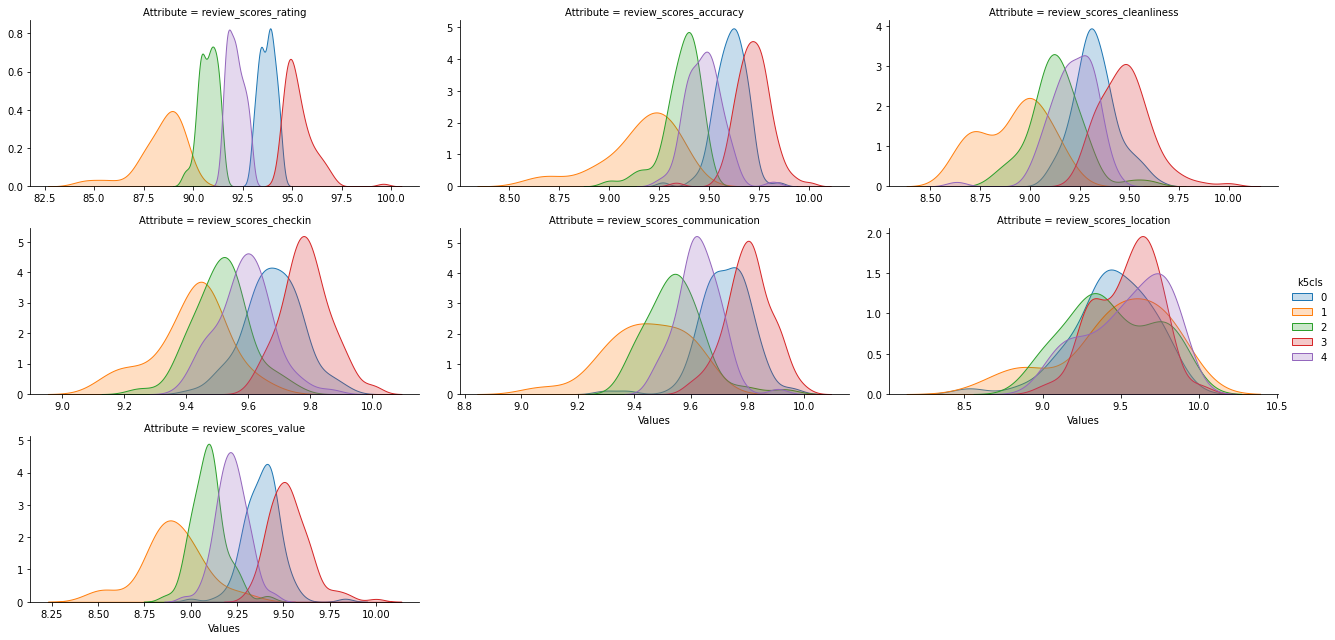 Attribute = review_scores_rating
0.8
0.6
0.4
0.2
0.0
82.5 85.0 87.5 90.0 92.5 95.0 97.5 100.0
Attribute = review_scores_accuracy
5
4
3
2
1
0
8.50 8.75 9.00 9.25 9.50 9.75 10.00
Attribute = review_scores_cleanliness
4
3
2
1
0
8.50 8.75 9.00 9.25 9.50 9.75 10.00
Attribute = review_scores_checkin
5
4
3
2
1
0
9.0 9.2 9.4 9.6 9.8 10.0
Attribute = review_scores_communication
5
4
3
2
1
0
8.8 9.0 9.2 9.4 9.6 9.8 10.0
Values
Attribute = review_scores_location
2.0
1.5
1.0
0.5
0.0
8.5 9.0 9.5 10.0 10.5
Values
k5cls
0
1
2
3
4
Attribute = review_scores_value
5
4
3
2
1
0
8.25 8.50 8.75 9.00 9.25 9.50 9.75 10.00
Values